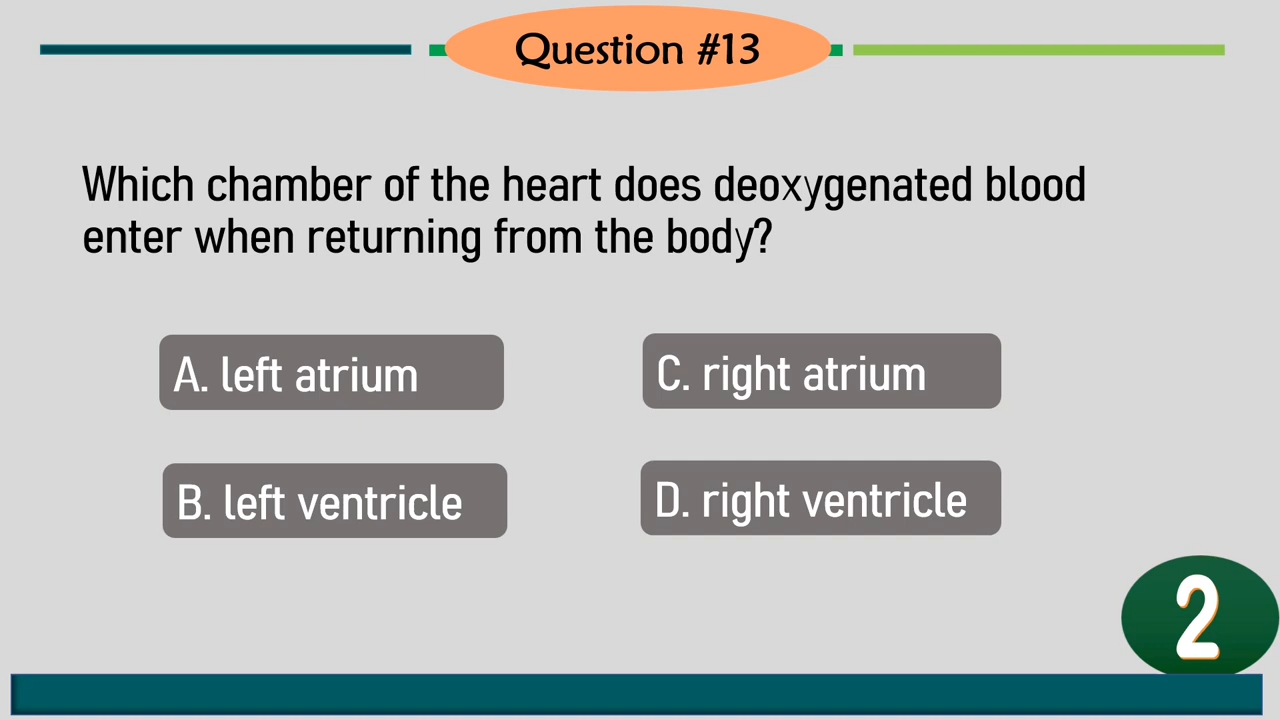 Question #13
Which chamber of the heart does deoxygenated blood
enter when returning from the body?
A. left atrium
C. right atrium
B. left ventricle
D. right ventricle
2